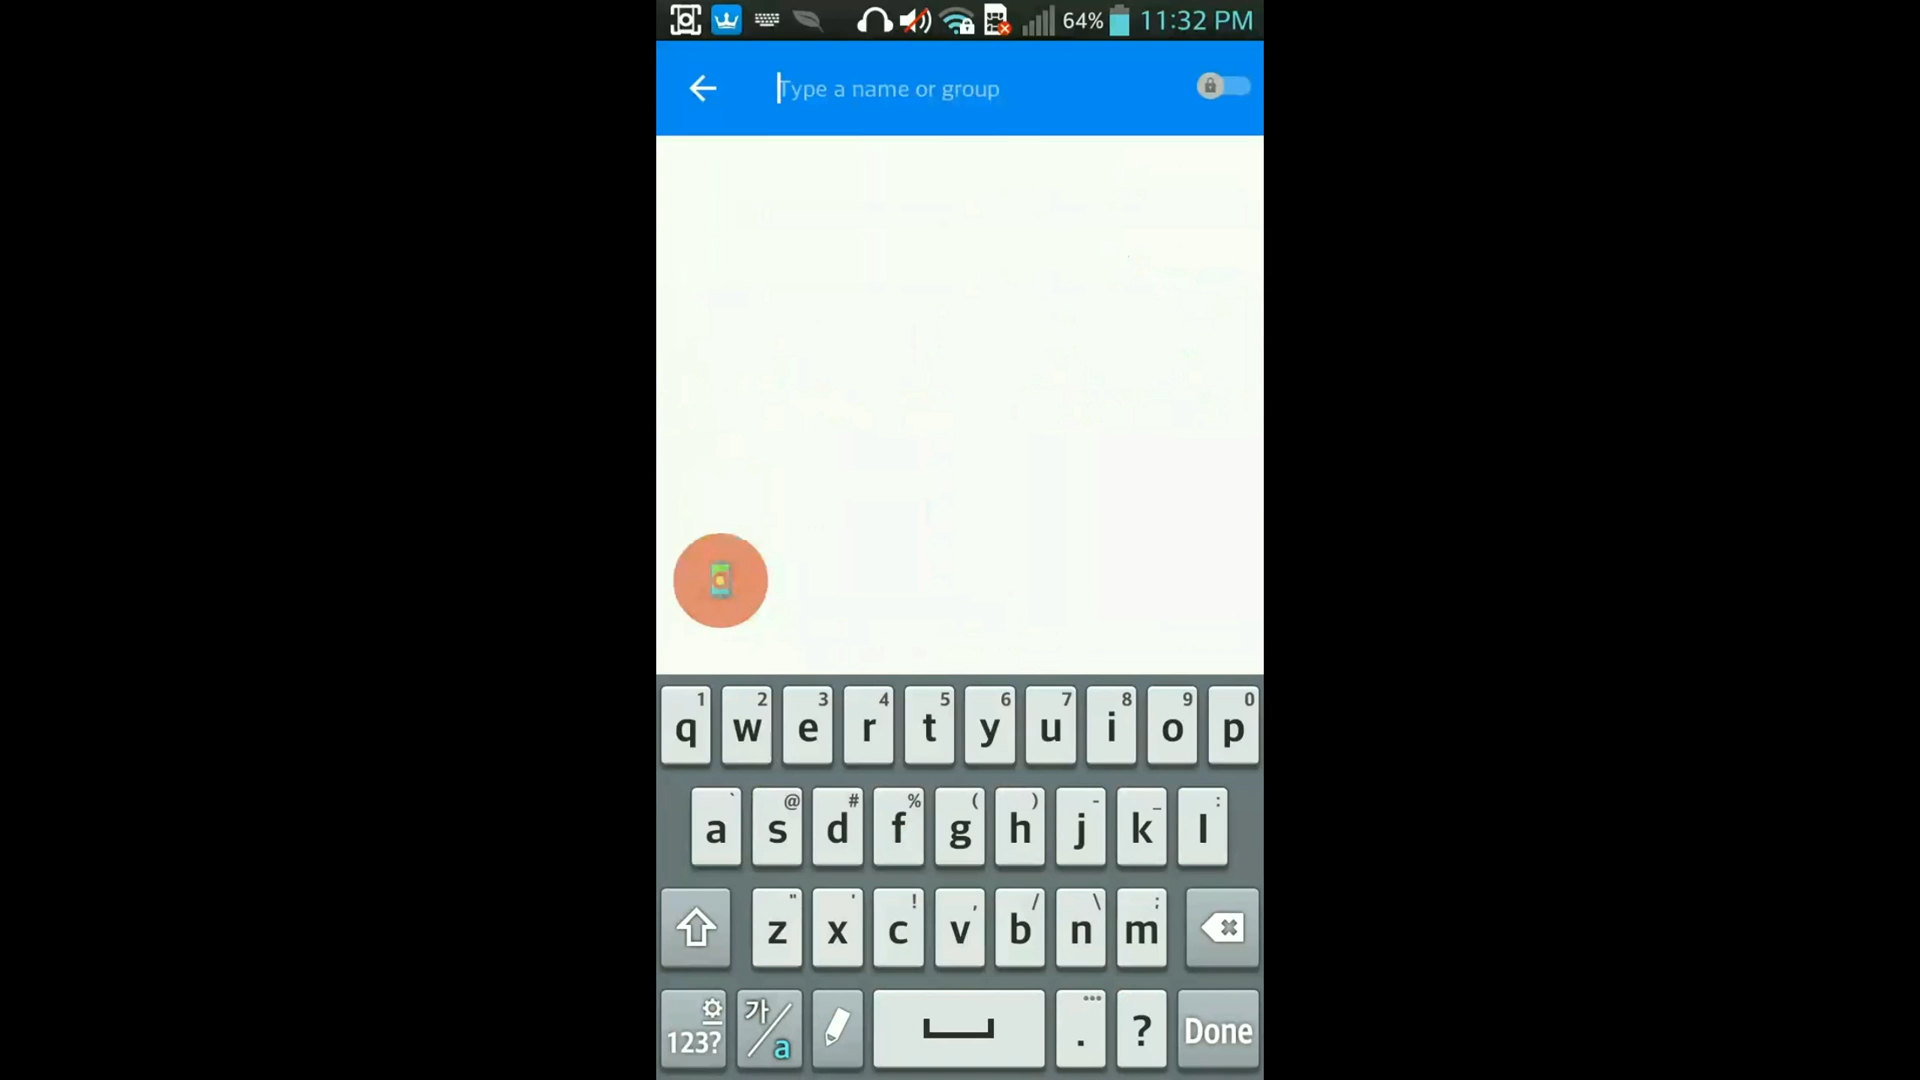 64% 11:32 PM
Type a name or group
1 2 3 4 5 6 7 8 9 0
q w e r t y u i o p
` @ # % ( ) - _ :
a s d f g h j k l
" ' ! , / \ ;
z x c v b n m
123? 가/a . ? Done